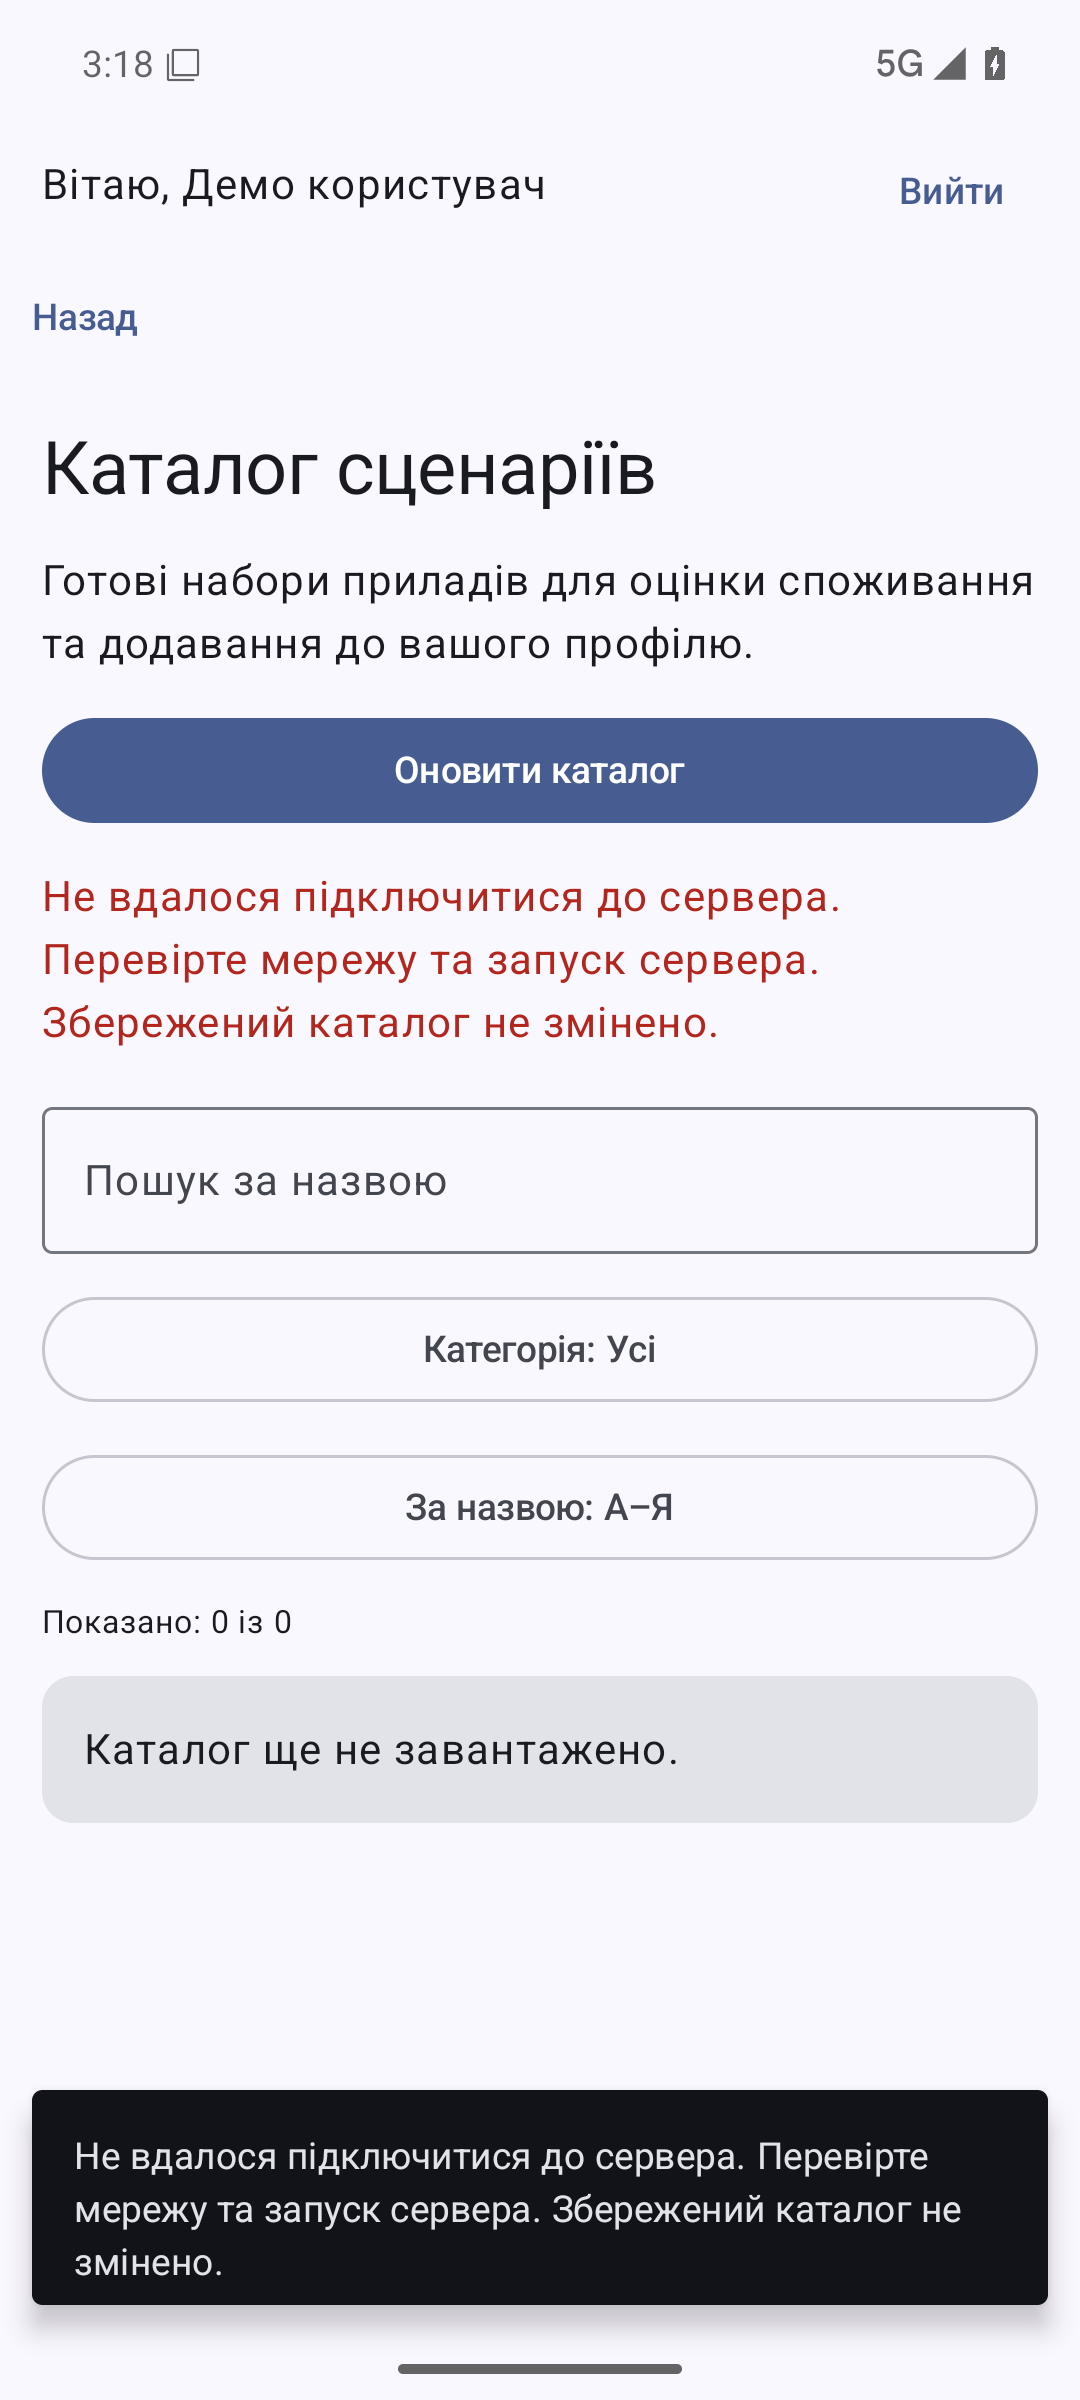 3:18
5G
Вітаю, Демо користувач
Вийти
Назад
Каталог сценаріїв
Готові набори приладів для оцінки споживання
та додавання до вашого профілю.
Оновити каталог
Не вдалося підключитися до сервера.
Перевірте мережу та запуск сервера.
Збережений каталог не змінено.
Пошук за назвою
Категорія: Усі
За назвою: А–Я
Показано: 0 із 0
Каталог ще не завантажено.
Не вдалося підключитися до сервера. Перевірте
мережу та запуск сервера. Збережений каталог не
змінено.